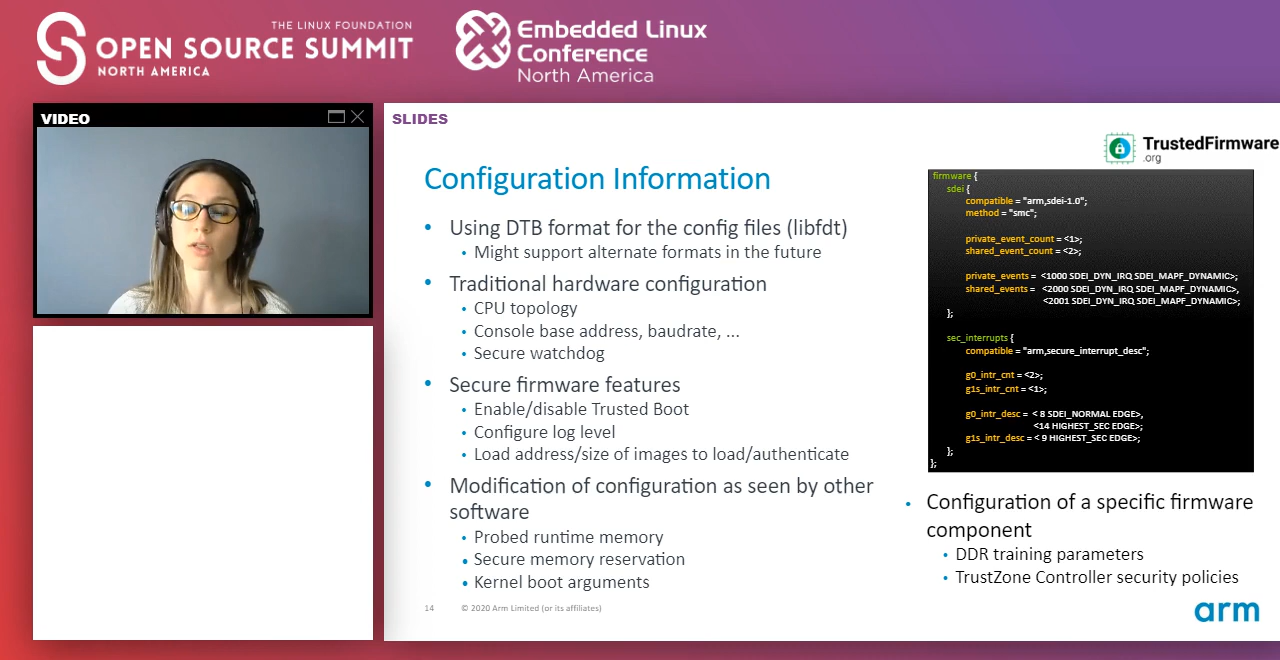 THE LINUX FOUNDATION
OPEN SOURCE SUMMIT
NORTH AMERICA
Embedded Linux
Conference
North America
VIDEO
SLIDES
TrustedFirmware
.org
Configuration Information
• Using DTB format for the config files (libfdt)
• Might support alternate formats in the future
• Traditional hardware configuration
• CPU topology
• Console base address, baudrate, ...
• Secure watchdog
• Secure firmware features
• Enable/disable Trusted Boot
• Configure log level
• Load address/size of images to load/authenticate
• Modification of configuration as seen by other
software
• Probed runtime memory
• Secure memory reservation
• Kernel boot arguments
firmware {
sdei {
compatible = "arm,sdei-1.0";
method = "smc";
private_event_count = <1>;
shared_event_count = <2>;
private_events = <1000 SDEI_DYN_IRQ SDEI_MAPF_DYNAMIC>;
shared_events = <2000 SDEI_DYN_IRQ SDEI_MAPF_DYNAMIC>,
<2001 SDEI_DYN_IRQ SDEI_MAPF_DYNAMIC>;
};
sec_interrupts {
compatible = "arm,secure_interrupt_desc";
g0_intr_cnt = <2>;
g1s_intr_cnt = <1>;
g0_intr_desc = < 8 SDEI_NORMAL EDGE>,
<14 HIGHEST_SEC EDGE>;
g1s_intr_desc = < 9 HIGHEST_SEC EDGE>;
};
};
• Configuration of a specific firmware
component
• DDR training parameters
• TrustZone Controller security policies
14 © 2020 Arm Limited (or its affiliates)
arm